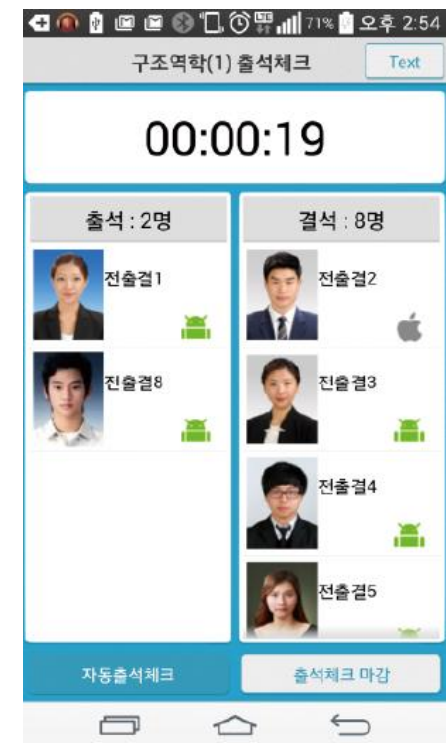 71% 오후 2:54
구조역학(1) 출석체크
Text
00:00:19
출석 : 2명
전출결1
전출결8
결석 : 8명
전출결2
전출결3
전출결4
전출결5
자동출석체크
출석체크 마감